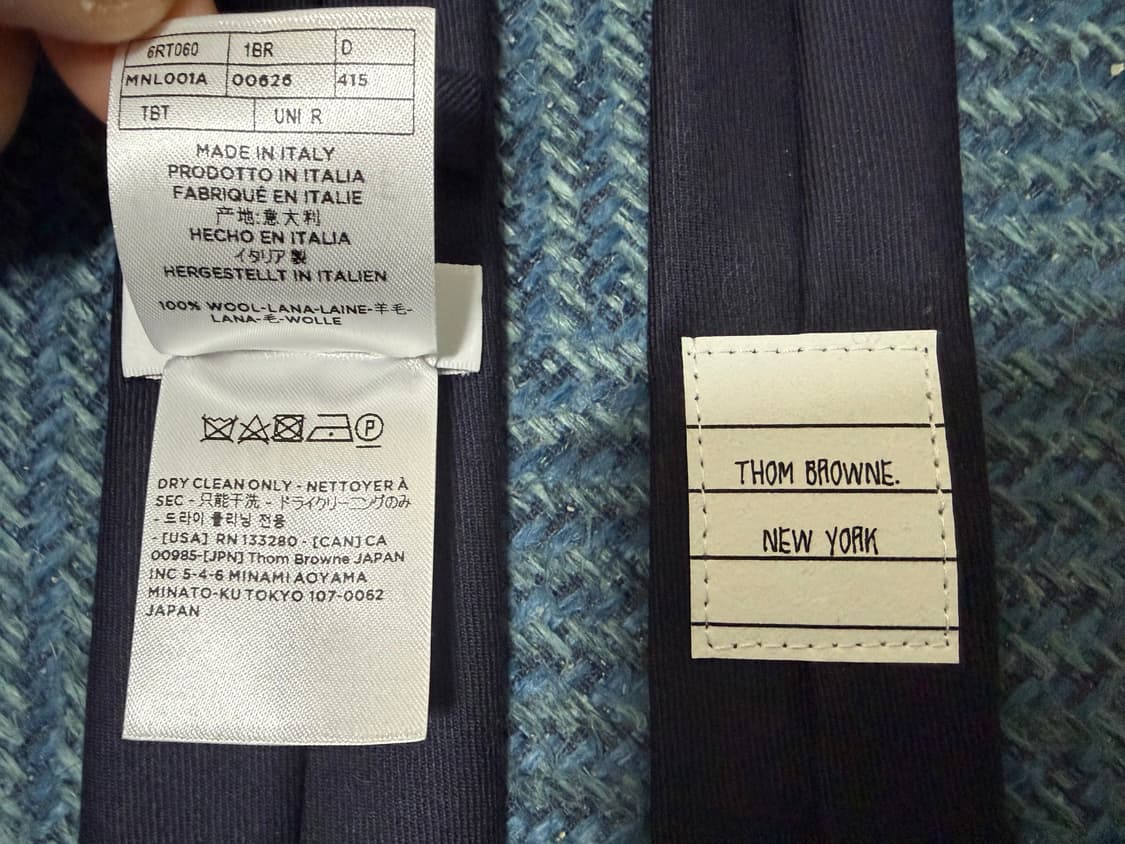 6RT060 1BR D
MNL001A 00626 415
TBT UNI R
MADE IN ITALY
PRODOTTO IN ITALIA
FABRIQUÉ EN ITALIE
产地:意大利
HECHO EN ITALIA
イタリア製
HERGESTELLT IN ITALIEN
100% WOOL-LANA-LAINE-羊毛-
LANA-毛-WOLLE
DRY CLEAN ONLY - NETTOYER À
SEC - 只能干洗 - ドライクリーニングのみ
- 드라이 클리닝 전용
- [USA] RN 133280 - [CAN] CA
00985-[JPN] Thom Browne JAPAN
INC 5-4-6 MINAMI AOYAMA
MINATO-KU TOKYO 107-0062
JAPAN
THOM BROWNE.
NEW YORK